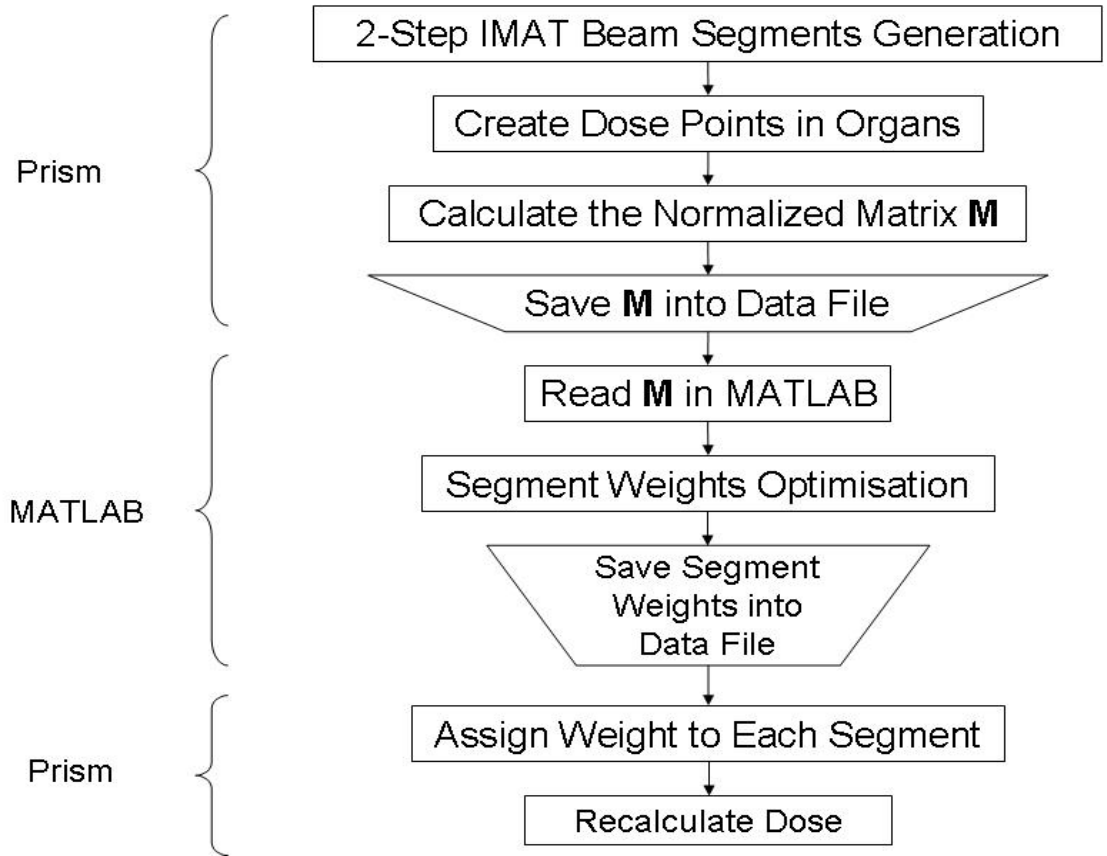 2-Step IMAT Beam Segments Generation
Create Dose Points in Organs
Prism
Calculate the Normalized Matrix M
Save M into Data File
Read M in MATLAB
Segment Weights Optimisation
MATLAB
Save Segment
Weights into
Data File
Assign Weight to Each Segment
Prism
Recalculate Dose